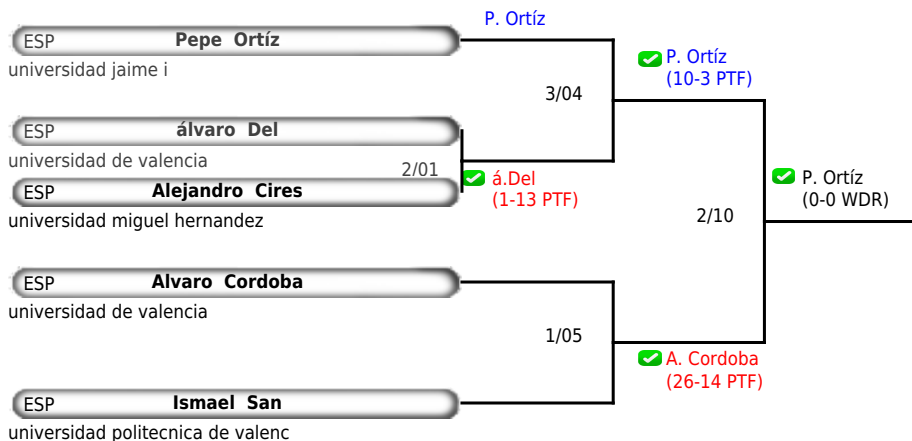 P. Ortíz
ESP Pepe Ortíz
universidad jaime i
P. Ortíz
(10-3 PTF)
3/04
ESP álvaro Del
universidad de valencia
2/01
á.Del
(1-13 PTF)
P. Ortíz
(0-0 WDR)
ESP Alejandro Cires
universidad miguel hernandez
2/10
ESP Alvaro Cordoba
universidad de valencia
1/05
A. Cordoba
(26-14 PTF)
ESP Ismael San
universidad politecnica de valenc